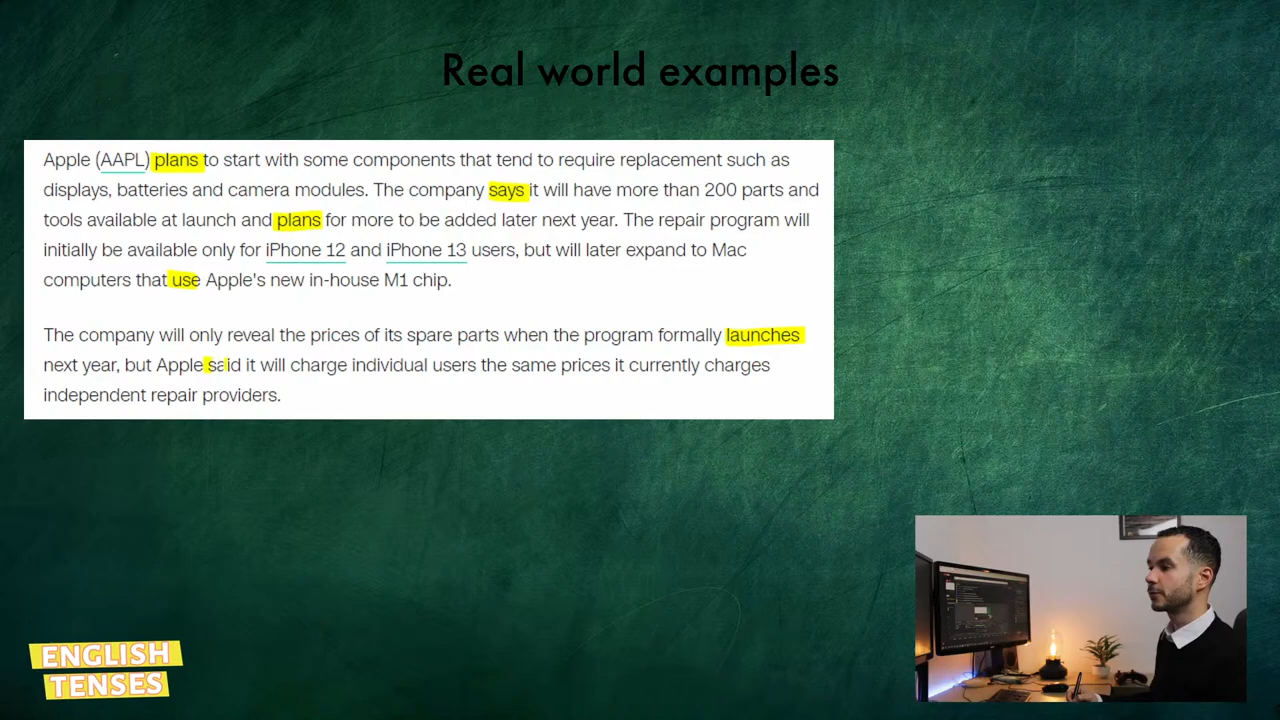 Real world examples
Apple (AAPL) plans to start with some components that tend to require replacement such as
displays, batteries and camera modules. The company says it will have more than 200 parts and
tools available at launch and plans for more to be added later next year. The repair program will
initially be available only for iPhone 12 and iPhone 13 users, but will later expand to Mac
computers that use Apple's new in-house M1 chip.
The company will only reveal the prices of its spare parts when the program formally launches
next year, but Apple said it will charge individual users the same prices it currently charges
independent repair providers.
ENGLISH
TENSES